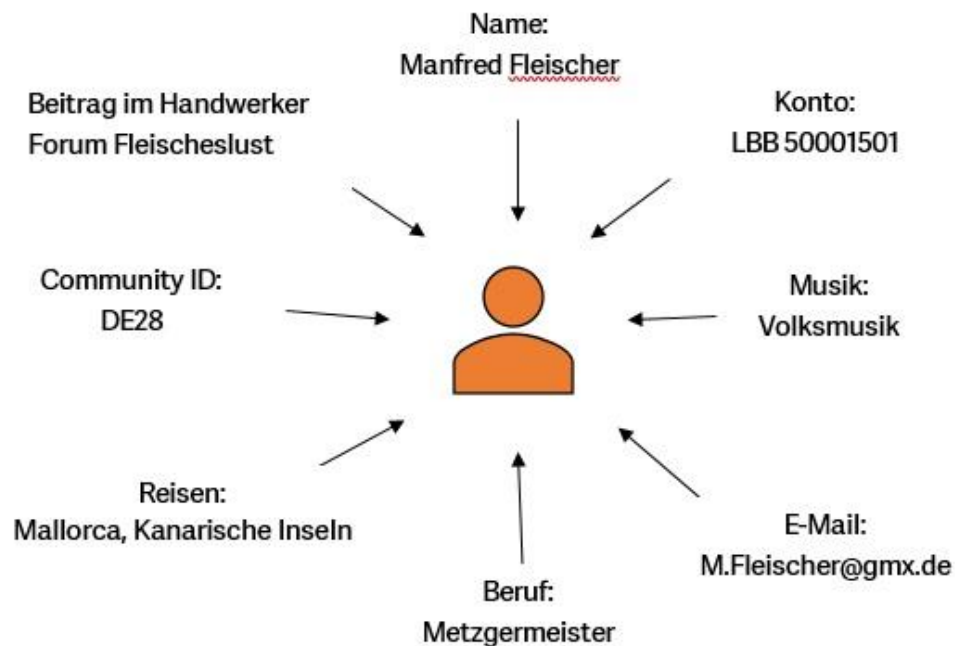 Name:
Manfred Fleischer
Beitrag im Handwerker
Forum Fleischeslust
Konto:
LBB 50001501
Community ID:
DE28
Musik:
Volksmusik
Reisen:
Mallorca, Kanarische Inseln
E-Mail:
M.Fleischer@gmx.de
Beruf:
Metzgermeister